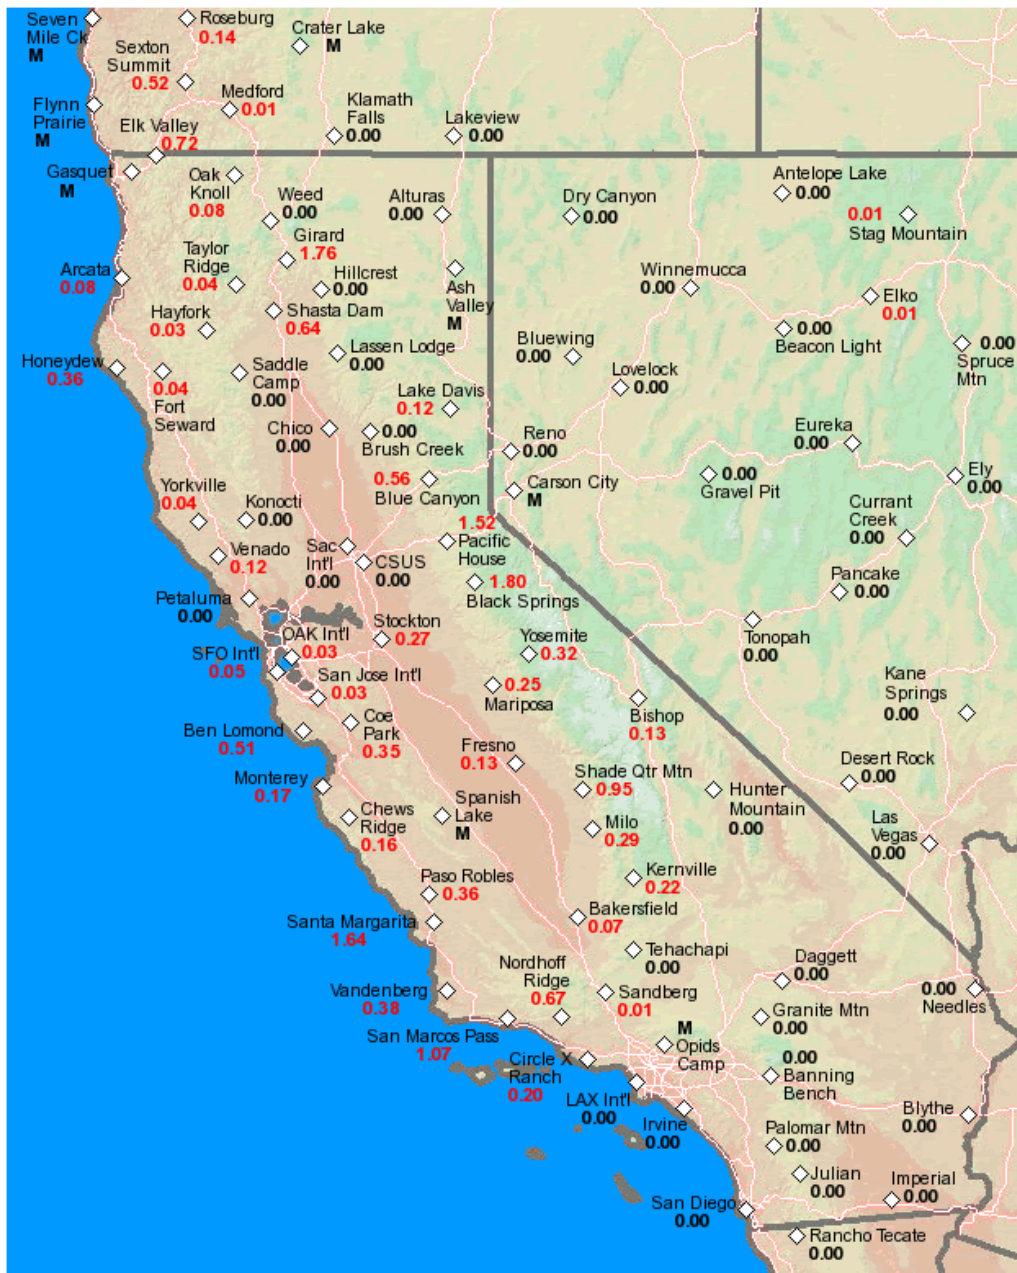 Seven
Mile Ck
M
Roseburg
0.14
Crater Lake
M
Sexton
Summit
0.52
Medford
0.01
Flynn
Prairie
M
Klamath
Falls
0.00
Lakeview
0.00
Elk Valley
0.72
Gasquet
M
Oak
Knoll
0.08
Weed
0.00
Alturas
0.00
Dry Canyon
0.00
Antelope Lake
0.00
0.01
Stag Mountain
Girard
1.76
Taylor
Ridge
0.04
Arcata
0.08
Hillcrest
0.00
Ash
Valley
M
Winnemucca
0.00
Elko
0.01
Hayfork
0.03
Shasta Dam
0.64
Bluewing
0.00
0.00
Beacon Light
0.00
Spruce
Mtn
Honeydew
0.36
0.04
Fort
Seward
Saddle
Camp
0.00
Lassen Lodge
0.00
Lovelock
0.00
Lake Davis
0.12
Chico
0.00
0.00
Brush Creek
Reno
0.00
Eureka
0.00
0.56
Blue Canyon
Carson City
M
0.00
Gravel Pit
Ely
0.00
Yorkville
0.04
Konocti
0.00
Currant
Creek
0.00
1.52
Pacific
House
Venado
0.12
Sac
Int'l
0.00
CSUS
0.00
1.80
Black Springs
Pancake
0.00
Petaluma
0.00
OAK Int'l
0.03
Stockton
0.27
Yosemite
0.32
Tonopah
0.00
SFO Int'l
0.05
San Jose Int'l
0.03
0.25
Mariposa
Kane
Springs
0.00
Ben Lomond
0.51
Coe
Park
0.35
Bishop
0.13
Fresno
0.13
Monterey
0.17
Shade Qtr Mtn
0.95
Hunter
Mountain
0.00
Desert Rock
0.00
Chews
Ridge
0.16
Spanish
Lake
M
Milo
0.29
Las
Vegas
0.00
Paso Robles
0.36
Kernville
0.22
Santa Margarita
1.64
Bakersfield
0.07
Tehachapi
0.00
Nordhoff
Ridge
0.67
Daggett
0.00
Vandenberg
0.38
Sandberg
0.01
0.00
Needles
Granite Mtn
0.00
San Marcos Pass
1.07
M
Opids
Camp
Circle X
Ranch
0.20
0.00
Banning
Bench
LAX Int'l
0.00
Irvine
0.00
Blythe
0.00
Palomar Mtn
0.00
Julian
0.00
Imperial
0.00
San Diego
0.00
Rancho Tecate
0.00